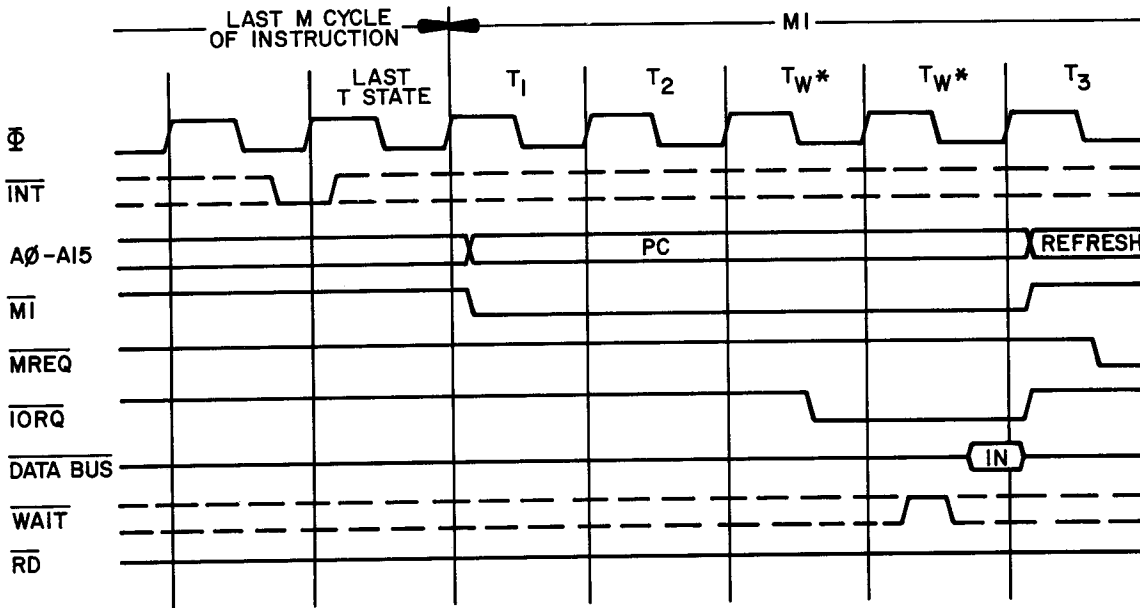 LAST M CYCLE
OF INSTRUCTION
M1
LAST
T STATE
T1
T2
TW*
TW*
T3
Φ
INT
AØ-A15
PC
REFRESH
M1
MREQ
IORQ
DATA BUS
IN
WAIT
RD